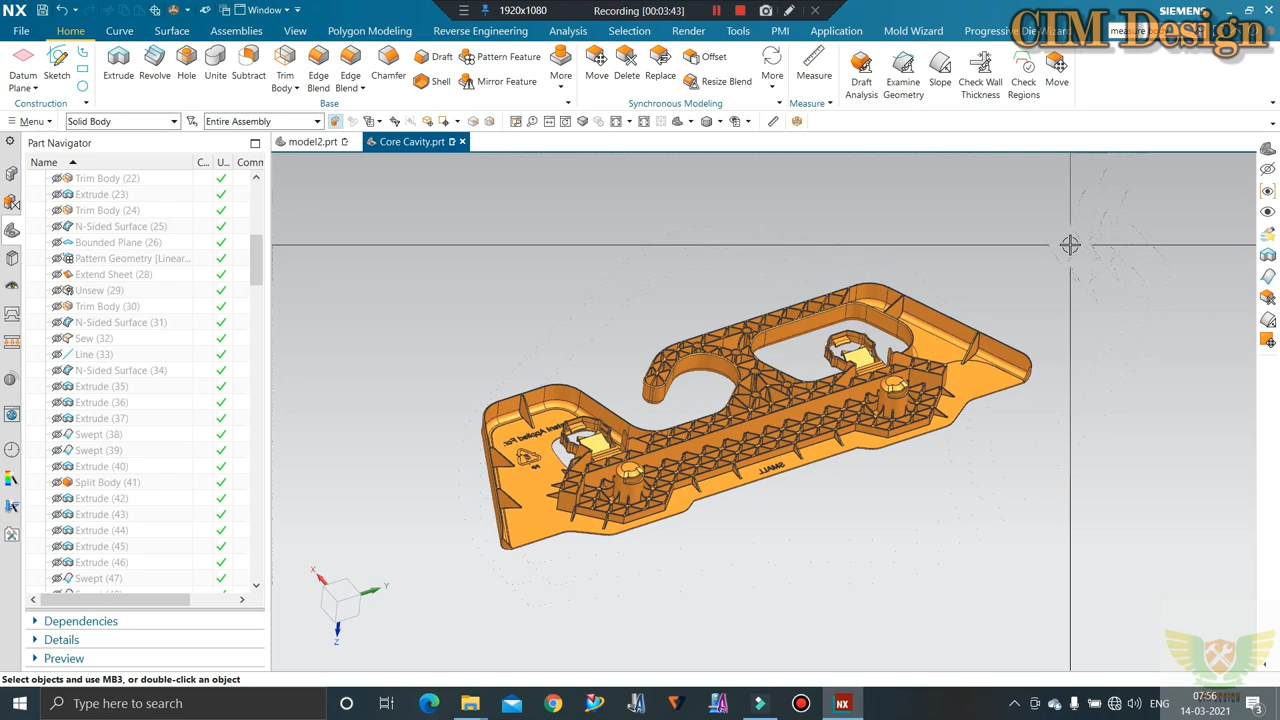 NX Window 1920x1080 Recording [00:03:43] SIEMENS
CIM Design
File Home Curve Surface Assemblies View Polygon Modeling Reverse Engineering Analysis Selection Render Tools PMI Application Mold Wizard Progressive Die Wizard
Datum Plane Sketch Extrude Revolve Hole Unite Subtract Trim Body Edge Blend Edge Blend Chamfer Draft Shell Pattern Feature Mirror Feature More Move Delete Replace Offset Resize Blend More Measure Draft Analysis Examine Geometry Slope Check Wall Thickness Check Regions Move
Construction Base Synchronous Modeling Measure
Menu Solid Body Entire Assembly
Part Navigator model2.prt Core Cavity.prt
Name C... U... Comm
Trim Body (22)
Extrude (23)
Trim Body (24)
N-Sided Surface (25)
Bounded Plane (26)
Pattern Geometry [Linear...
Extend Sheet (28)
Unsew (29)
Trim Body (30)
N-Sided Surface (31)
Sew (32)
Line (33)
N-Sided Surface (34)
Extrude (35)
Extrude (36)
Extrude (37)
Swept (38)
Swept (39)
Extrude (40)
Split Body (41)
Extrude (42)
Extrude (43)
Extrude (44)
Extrude (45)
Extrude (46)
Swept (47)
Patent Applied For.
SMALL
X Y Z
Dependencies
Details
Preview
Select objects and use MB3, or double-click an object
Type here to search
ENG
07:56
14-03-2021
3